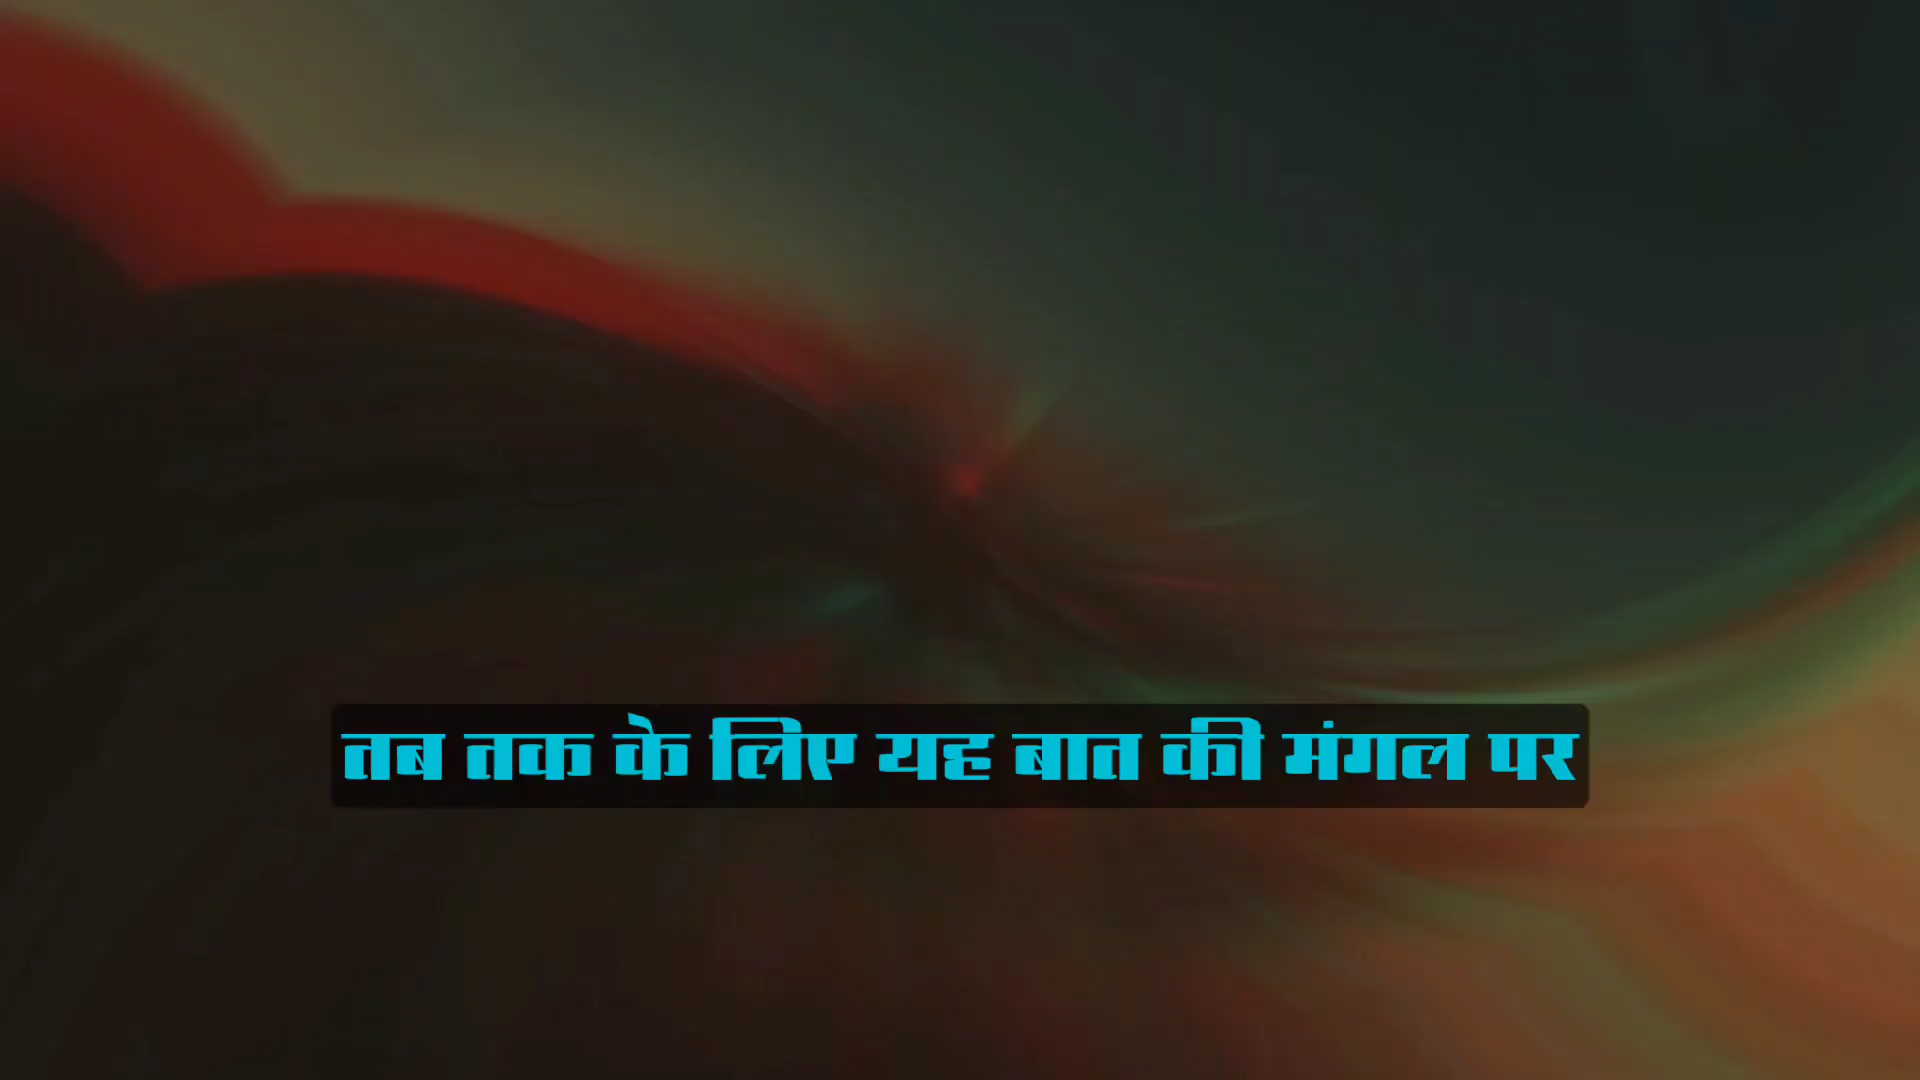 तब तक के लिए यह बात की मंगल पर